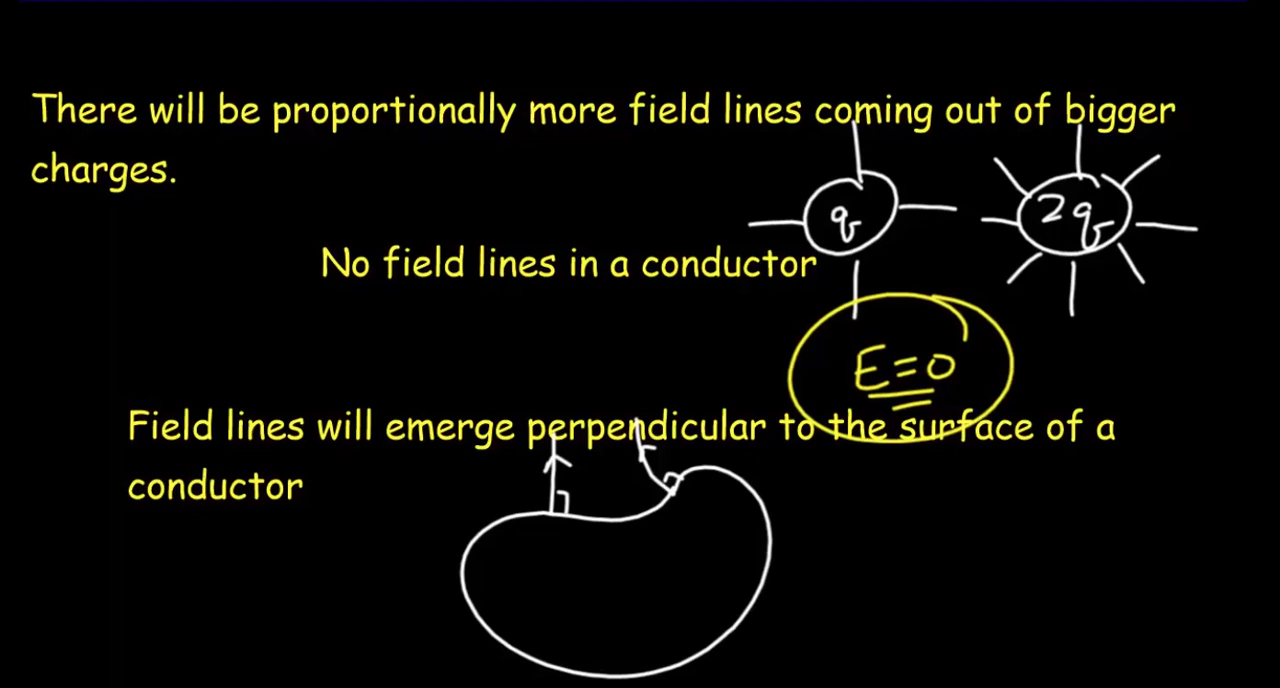 There will be proportionally more field lines coming out of bigger
charges.
q
2q
No field lines in a conductor
E=0
Field lines will emerge perpendicular to the surface of a
conductor